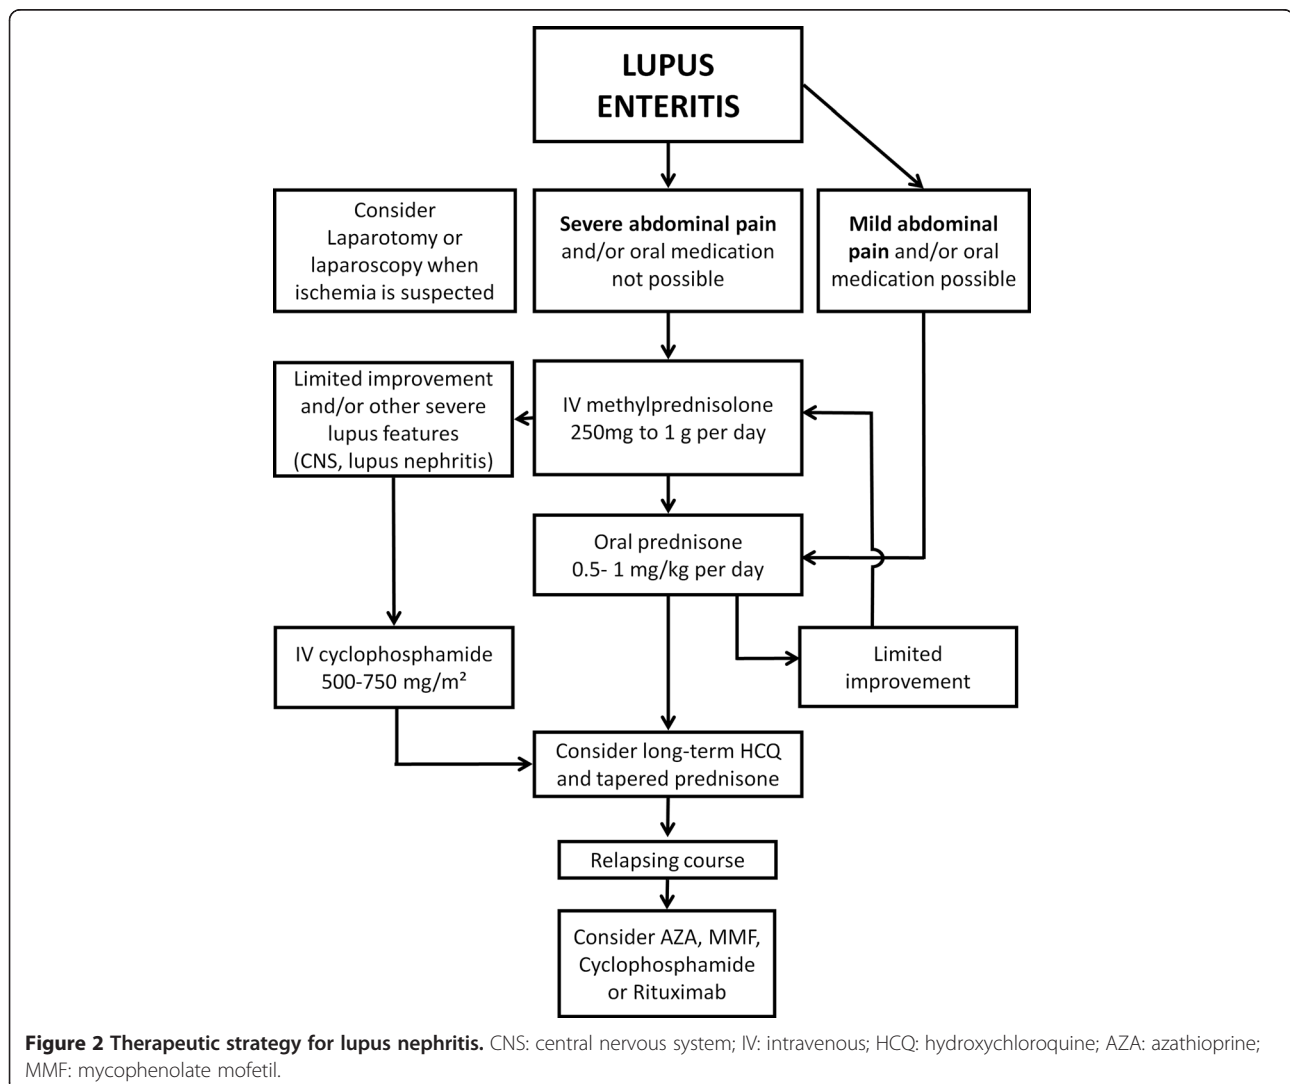 LUPUS
ENTERITIS
Consider
Laparotomy or
laparoscopy when
ischemia is suspected
Severe abdominal pain
and/or oral medication
not possible
Mild abdominal
pain and/or oral
medication possible
Limited improvement
and/or other severe
lupus features
(CNS, lupus nephritis)
IV methylprednisolone
250mg to 1 g per day
Oral prednisone
0.5- 1 mg/kg per day
IV cyclophosphamide
500-750 mg/m²
Limited
improvement
Consider long-term HCQ
and tapered prednisone
Relapsing course
Consider AZA, MMF,
Cyclophosphamide
or Rituximab
Figure 2 Therapeutic strategy for lupus nephritis. CNS: central nervous system; IV: intravenous; HCQ: hydroxychloroquine; AZA: azathioprine;
MMF: mycophenolate mofetil.